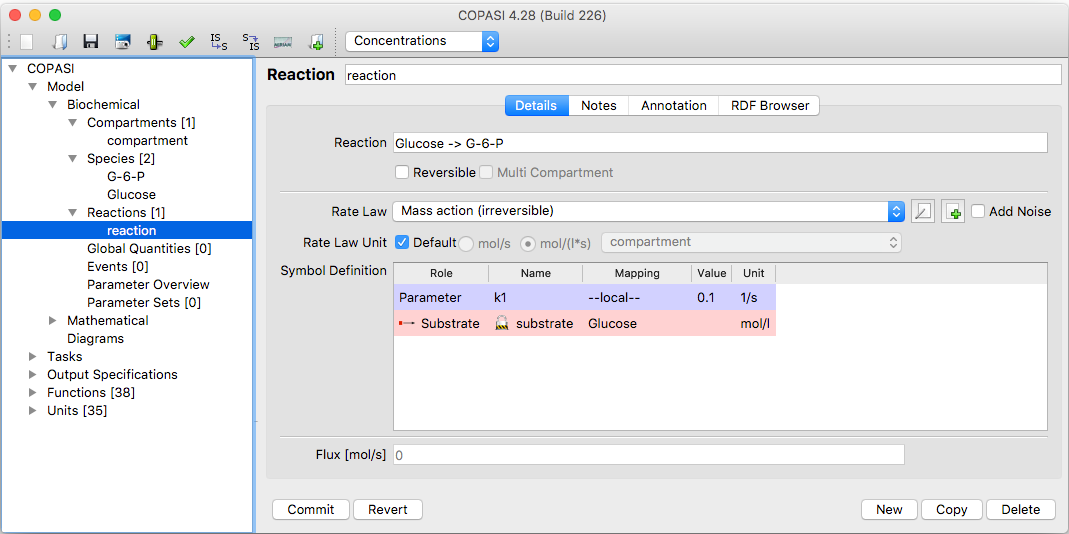 COPASI 4.28 (Build 226)
IS S
S IS
Concentrations
COPASI
Model
Biochemical
Compartments [1]
compartment
Species [2]
G-6-P
Glucose
Reactions [1]
reaction
Global Quantities [0]
Events [0]
Parameter Overview
Parameter Sets [0]
Mathematical
Diagrams
Tasks
Output Specifications
Functions [38]
Units [35]
Reaction reaction
Details Notes Annotation RDF Browser
Reaction Glucose -> G-6-P
Reversible Multi Compartment
Rate Law Mass action (irreversible) Add Noise
Rate Law Unit Default mol/s mol/(l*s) compartment
Symbol Definition
Role Name Mapping Value Unit
Parameter k1 --local-- 0.1 1/s
Substrate substrate Glucose mol/l
Flux [mol/s] 0
Commit Revert New Copy Delete